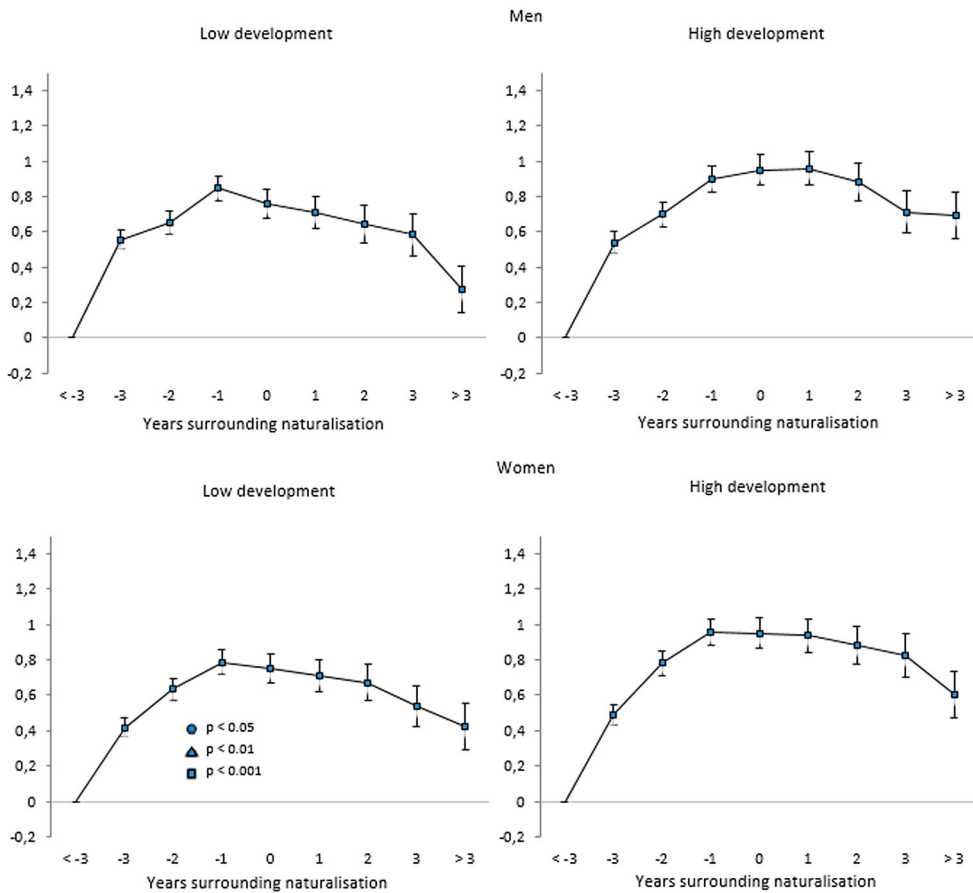 Men
Low development
High development
1,4
1,2
1
0,8
0,6
0,4
0,2
0
-0,2
< -3 -3 -2 -1 0 1 2 3 > 3
Years surrounding naturalisation
1,4
1,2
1
0,8
0,6
0,4
0,2
0
-0,2
< -3 -3 -2 -1 0 1 2 3 > 3
Years surrounding naturalisation
Women
Low development
High development
1,4
1,2
1
0,8
0,6
0,4
0,2
0
-0,2
p < 0.05
p < 0.01
p < 0.001
< -3 -3 -2 -1 0 1 2 3 > 3
Years surrounding naturalisation
1,4
1,2
1
0,8
0,6
0,4
0,2
0
-0,2
< -3 -3 -2 -1 0 1 2 3 > 3
Years surrounding naturalisation